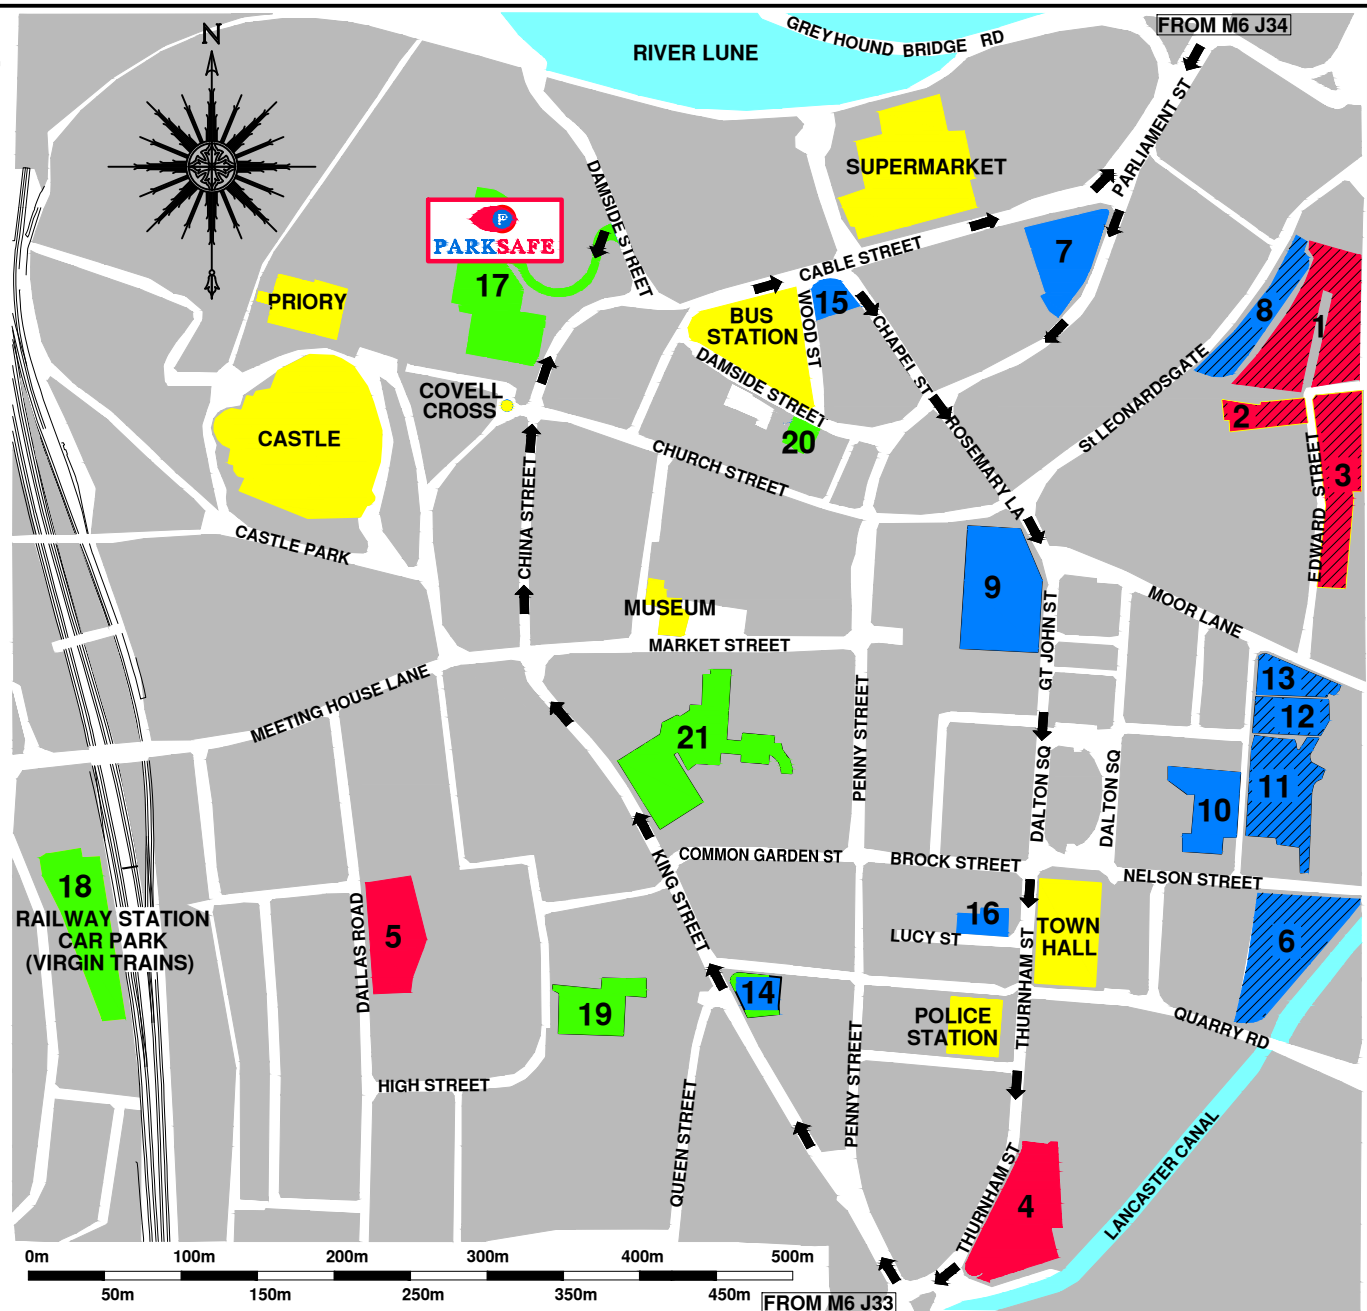 FROM M6 J34
N
GREYHOUND BRIDGE RD
RIVER LUNE
PARLIAMENT ST
SUPERMARKET
DAMSIDE STREET
P
PARKSAFE
17
7
CABLE STREET
PRIORY
15
WOOD ST
BUS
STATION
8
1
CHAPEL ST
DAMSIDE STREET
St LEONARDSGATE
COVELL
CROSS
2
CASTLE
20
ROSEMARY LA
CHURCH STREET
3
EDWARD STREET
CHINA STREET
CASTLE PARK
9
MUSEUM
MOOR LANE
GT JOHN ST
MARKET STREET
13
MEETING HOUSE LANE
12
21
PENNY STREET
DALTON SQ
DALTON SQ
11
10
KING STREET
COMMON GARDEN ST
BROCK STREET
NELSON STREET
18
RAILWAY STATION
CAR PARK
(VIRGIN TRAINS)
DALLAS ROAD
5
16
LUCY ST
TOWN
HALL
6
THURNHAM ST
14
19
POLICE
STATION
QUARRY RD
HIGH STREET
PENNY STREET
QUEEN STREET
LANCASTER CANAL
THURNHAM ST
4
0m 100m 200m 300m 400m 500m
50m 150m 250m 350m 450m
FROM M6 J33